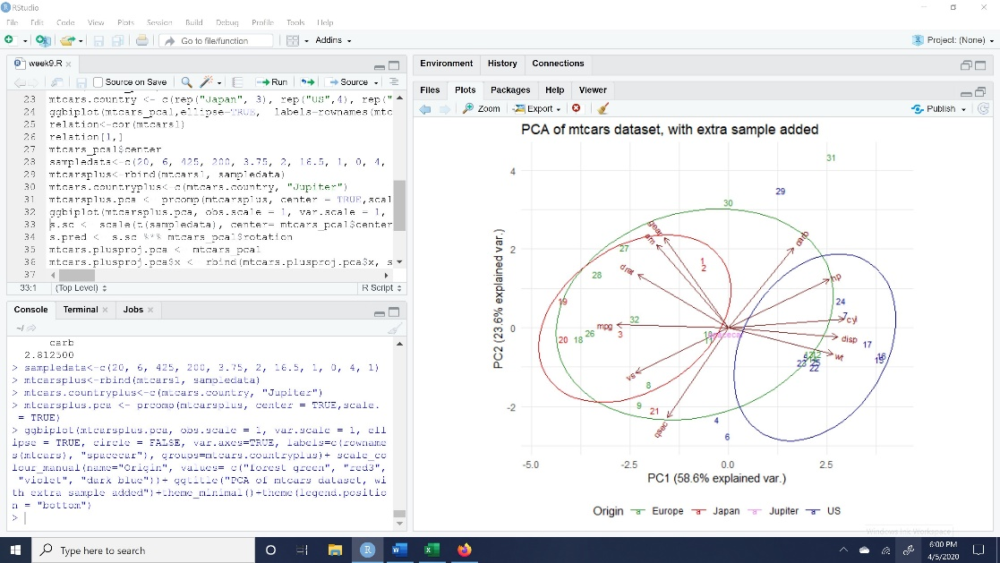 RStudio
File Edit Code View Plots Session Build Debug Profile Tools Help
Go to file/function Addins Project: (None)
week9.R
Source on Save Run Source
23 mtcars.country <- c(rep("Japan", 3), rep("US",4), rep("
24 ggbiplot(mtcars_pca1,ellipse=TRUE, labels=rownames(mtc
25 relation<-cor(mtcars1)
26 relation[1,]
27 mtcars_pca1$center
28 sampledata<-c(20, 6, 425, 200, 3.75, 2, 16.5, 1, 0, 4,
29 mtcarsplus<-rbind(mtcars1, sampledata)
30 mtcars.countryplus<-c(mtcars.country, "Jupiter")
31 mtcarsplus.pca <- prcomp(mtcarsplus, center = TRUE,scal
32 ggbiplot(mtcarsplus.pca, obs.scale = 1, var.scale = 1,
33 s.sc <- scale(t(sampledata), center= mtcars_pca1$center
34 s.pred <- s.sc %*% mtcars_pca1$rotation
35 mtcars.plusproj.pca <- mtcars_pca1
36 mtcars.plusproj.pca$x <- rbind(mtcars.plusproj.pca$x, s
37
33:1 (Top Level) R Script
Console Terminal Jobs
~/
carb
2.812500
> sampledata<-c(20, 6, 425, 200, 3.75, 2, 16.5, 1, 0, 4, 1)
> mtcarsplus<-rbind(mtcars1, sampledata)
> mtcars.countryplus<-c(mtcars.country, "Jupiter")
> mtcarsplus.pca <- prcomp(mtcarsplus, center = TRUE,scale.
= TRUE)
> ggbiplot(mtcarsplus.pca, obs.scale = 1, var.scale = 1, ell
ipse = TRUE, circle = FALSE, var.axes=TRUE, labels=c(rowname
s(mtcars), "spacecar"), groups=mtcars.countryplus)+ scale_co
lour_manual(name="Origin", values= c("forest green", "red3",
"violet", "dark blue"))+ ggtitle("PCA of mtcars dataset, wi
th extra sample added")+theme_minimal()+theme(legend.positio
n = "bottom")
>
Environment History Connections
Files Plots Packages Help Viewer
Zoom Export Publish
PCA of mtcars dataset, with extra sample added
PC2 (23.6% explained var.)
4
2
0
-2
31
29
30
gear
am
carb
27
1
2
28
drat
hp
19
24
32
7
cyl
mpg
20
18
26
3
disp
17
wt
23
25
22
vs
8
9
21
qsec
4
6
-5.0 -2.5 0.0 2.5
PC1 (58.6% explained var.)
Origin a Europe a Japan a Jupiter a US
Windows Ink Workspace
Type here to search
6:00 PM
4/5/2020